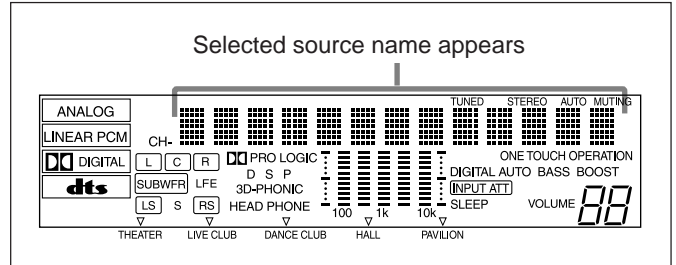 Selected source name appears
TUNED STEREO AUTO MUTING
ANALOG
LINEAR PCM
CH-
DIGITAL
dts
L C R
SUBWFR LFE
LS S RS
PRO LOGIC
D S P
3D-PHONIC
HEAD PHONE
100 1k 10k
ONE TOUCH OPERATION
DIGITAL AUTO BASS BOOST
INPUT ATT
SLEEP VOLUME 88
THEATER LIVE CLUB DANCE CLUB HALL PAVILION